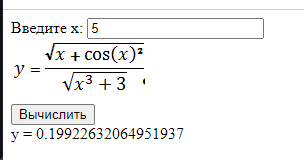 Введите x: 5
y = √(x + cos(x)²) / √(x³ + 3)
Вычислить
y = 0.19922632064951937